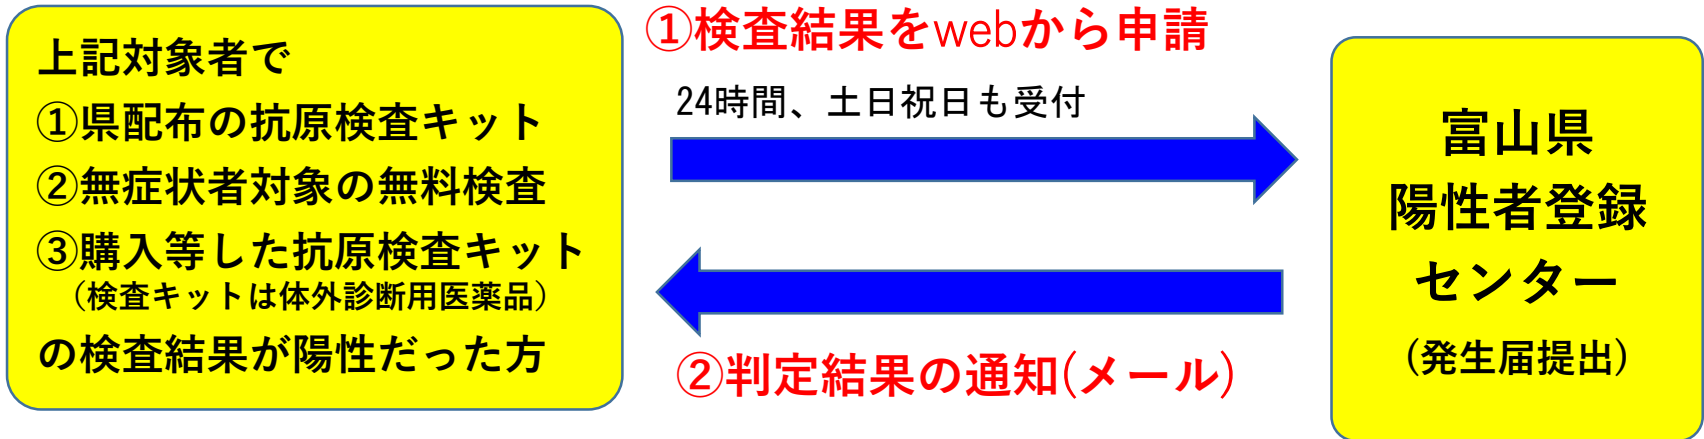 上記対象者で
①県配布の抗原検査キット
②無症状者対象の無料検査
③購入等した抗原検査キット
（検査キットは体外診断用医薬品）
の検査結果が陽性だった方
①検査結果をwebから申請
24時間、土日祝日も受付
②判定結果の通知(メール)
富山県
陽性者登録
センター
(発生届提出)